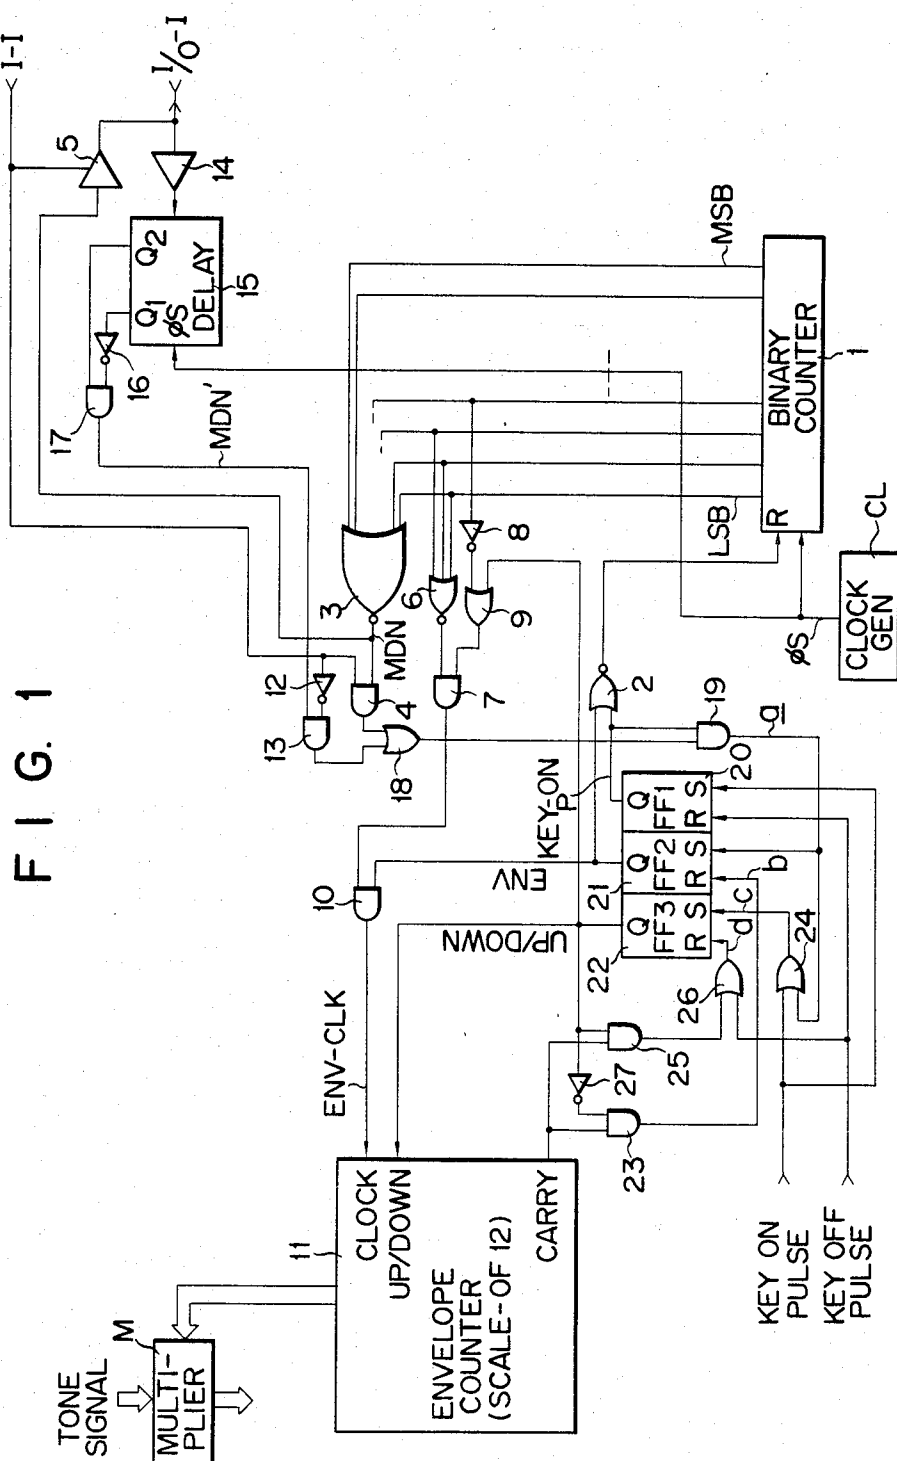 FIG. 1
TONE
SIGNAL
M
MULTI-
PLIER
11
CLOCK
UP/DOWN
ENVELOPE
COUNTER
(SCALE-OF 12)
CARRY
ENV-CLK
UP/DOWN
ENV
KEY-ON
P
10
12
13
18
4
3
MDN
6
7
8
9
2
19
a
I-I
I/O-I
5
14
Q1
Q2
ØS
DELAY
15
16
17
MDN'
MSB
LSB
R
BINARY
COUNTER
1
CL
CLOCK
GEN
ØS
Q
FF3
R S
22
Q
FF2
R S
21
Q
FF1
R S
20
b
c
d
24
26
25
27
23
KEY ON
PULSE
KEY OFF
PULSE